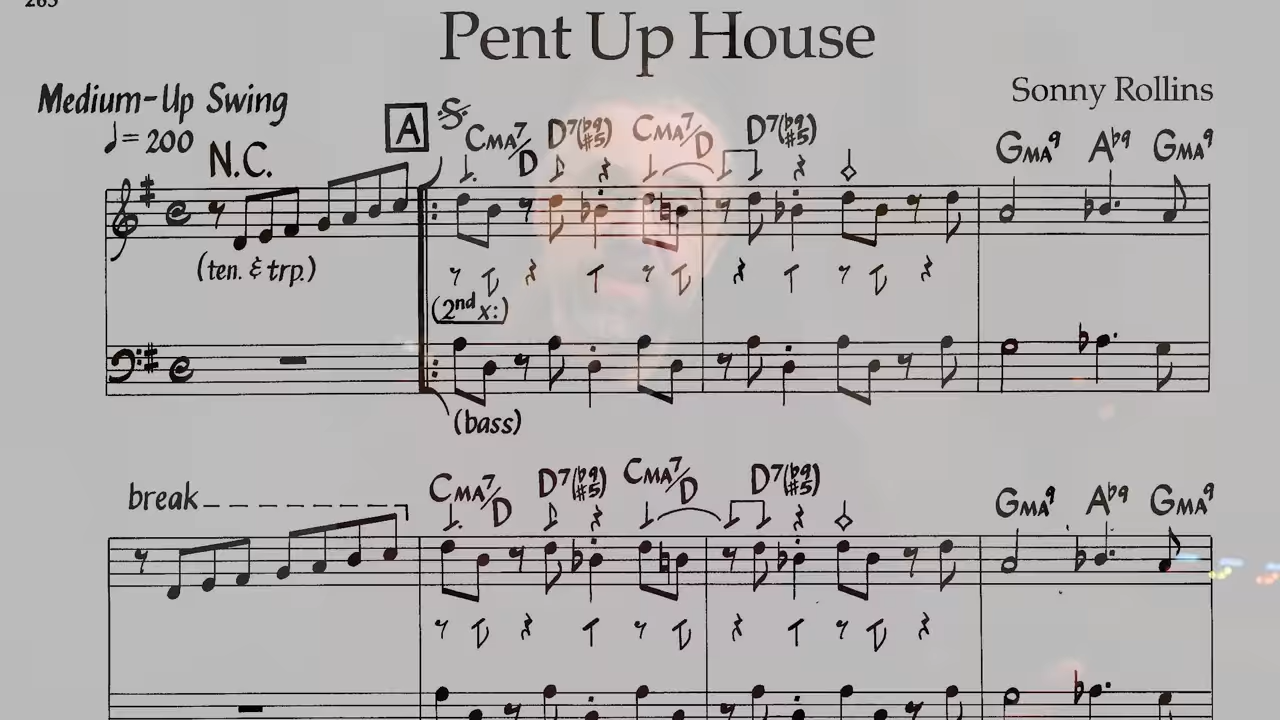 265
Pent Up House
Medium-Up Swing
Sonny Rollins
♩=200
N.C.
A
CMA7/D D7(♭9 #5) CMA7/D D7(♭9 #5) GMA9 A♭9 GMA9
(ten. & trp.)
(2nd x:)
(bass)
break
CMA7/D D7(♭9 #5) CMA7/D D7(♭9 #5) GMA9 A♭9 GMA9